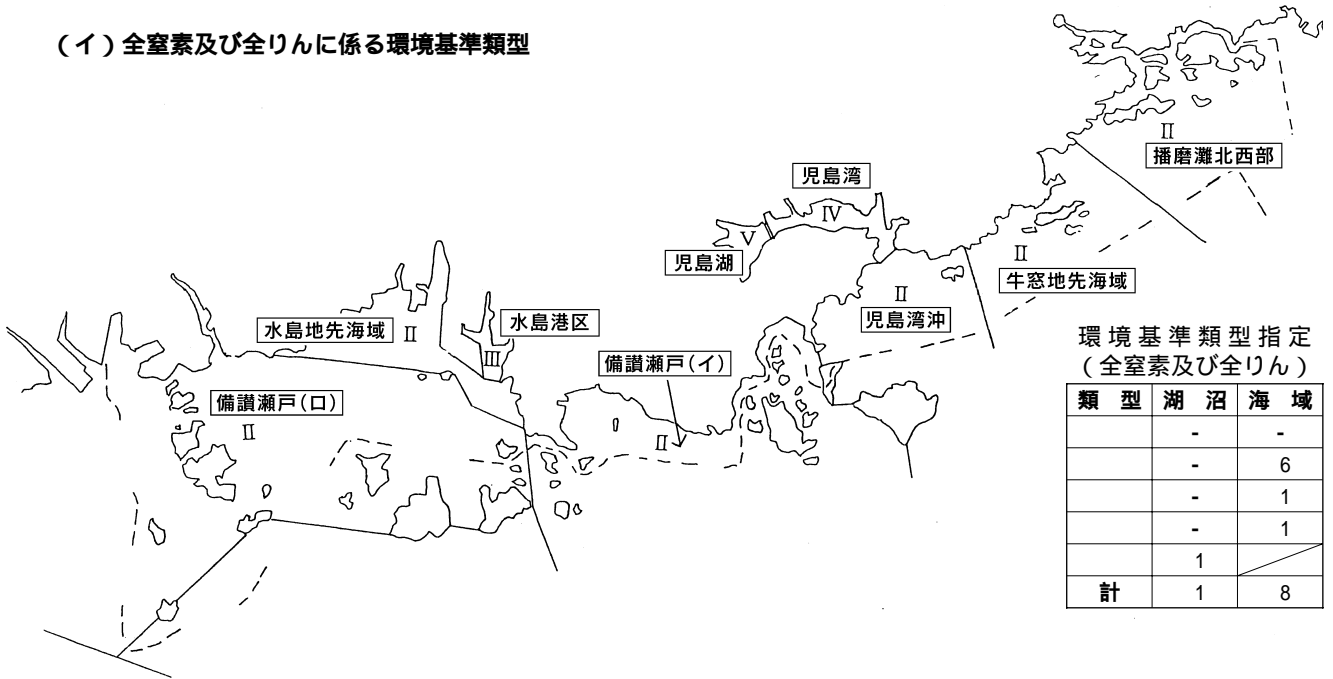 (イ)全窒素及び全りんに係る環境基準類型
Ⅱ
播磨灘北西部
児島湾
Ⅳ
Ⅴ
児島湖
Ⅱ
牛窓地先海域
Ⅱ
児島湾沖
水島地先海域
Ⅱ
水島港区
Ⅲ
備讃瀬戸(イ)
Ⅱ
備讃瀬戸(ロ)
Ⅱ
環境基準類型指定
(全窒素及び全りん)
類 型 湖 沼 海 域
- -
- 6
- 1
- 1
1
計 1 8